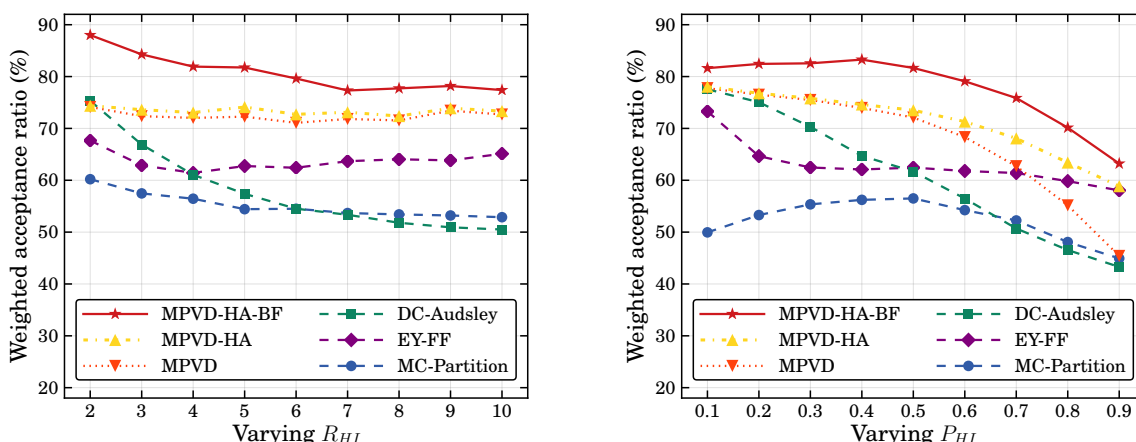 Weighted acceptance ratio (%)
90
80
70
60
50
40
30
20
MPVD-HA-BF
MPVD-HA
MPVD
DC-Audsley
EY-FF
MC-Partition
2 3 4 5 6 7 8 9 10
Varying R_HI
Weighted acceptance ratio (%)
90
80
70
60
50
40
30
20
MPVD-HA-BF
MPVD-HA
MPVD
DC-Audsley
EY-FF
MC-Partition
0.1 0.2 0.3 0.4 0.5 0.6 0.7 0.8 0.9
Varying P_HI